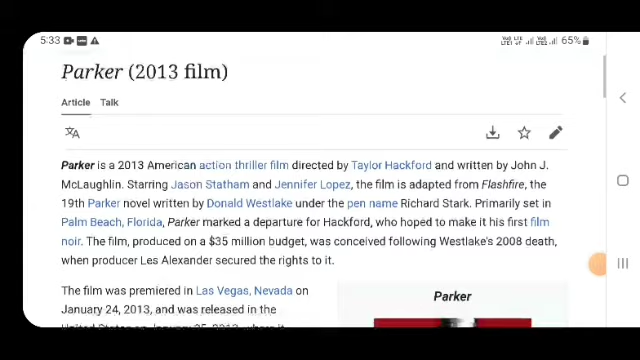 5:33
65%
Parker (2013 film)
Article Talk
Parker is a 2013 American action thriller film directed by Taylor Hackford and written by John J.
McLaughlin. Starring Jason Statham and Jennifer Lopez, the film is adapted from Flashfire, the
19th Parker novel written by Donald Westlake under the pen name Richard Stark. Primarily set in
Palm Beach, Florida, Parker marked a departure for Hackford, who hoped to make it his first film
noir. The film, produced on a $35 million budget, was conceived following Westlake's 2008 death,
when producer Les Alexander secured the rights to it.
The film was premiered in Las Vegas, Nevada on
January 24, 2013, and was released in the
Parker